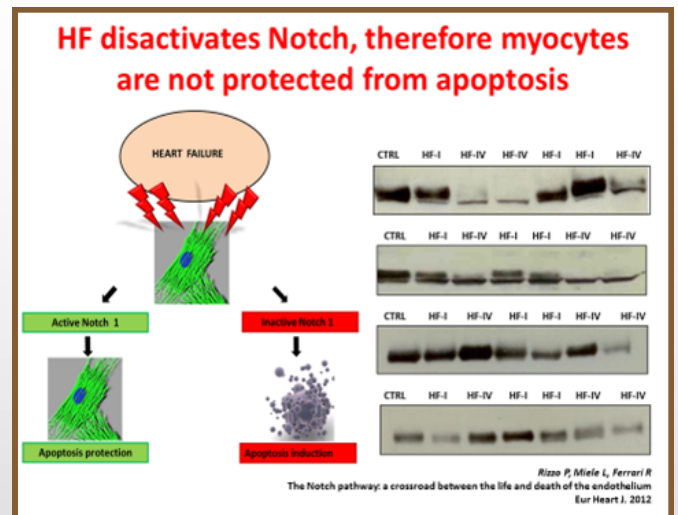 HF disactivates Notch, therefore myocytes
are not protected from apoptosis
HEART FAILURE
Active Notch 1
Inactive Notch 1
Apoptosis protection
Apoptosis induction
CTRL HF-I HF-IV HF-IV HF-I HF-I HF-IV
CTRL HF-I HF-IV HF-I HF-I HF-IV HF-IV
CTRL HF-I HF-IV HF-I HF-I HF-IV HF-IV
CTRL HF-I HF-IV HF-I HF-IV HF-IV HF-IV
Rizzo P, Miele L, Ferrari R
The Notch pathway: a crossroad between the life and death of the endothelium
Eur Heart J. 2012